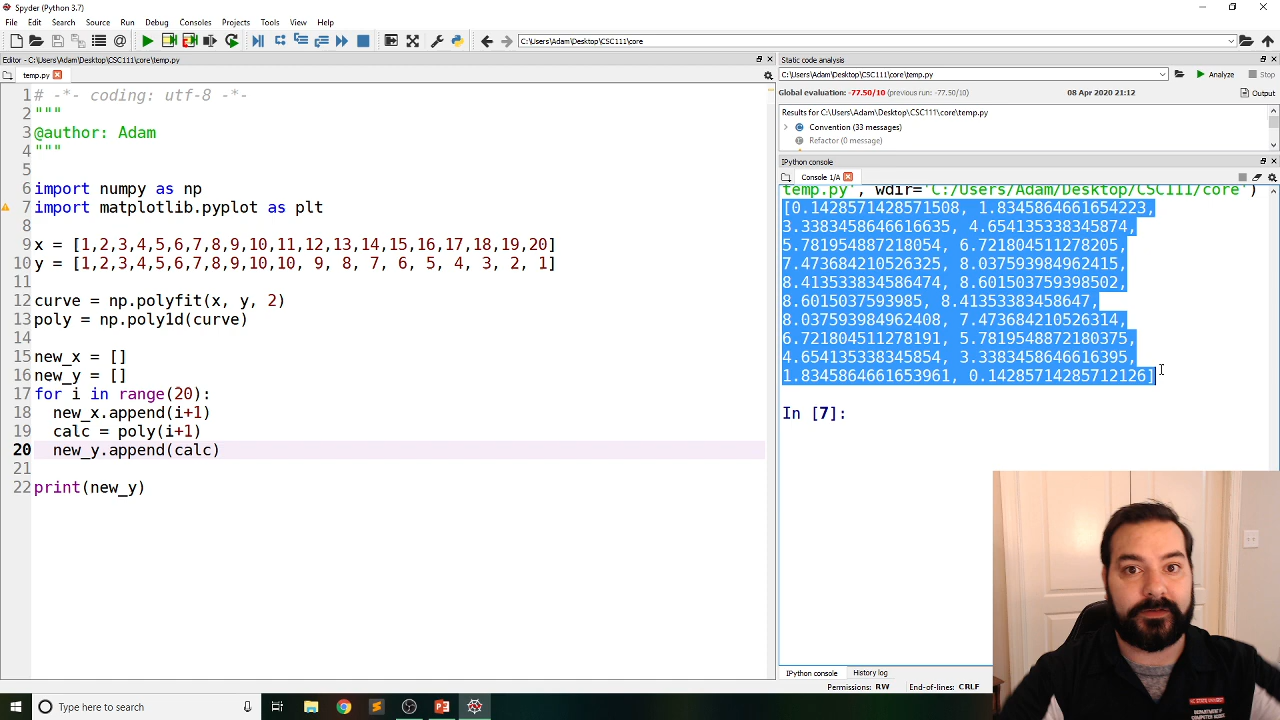 Spyder (Python 3.7)
File Edit Search Source Run Debug Consoles Projects Tools View Help
C:\Users\Adam\Desktop\CSC111\core
Editor - C:\Users\Adam\Desktop\CSC111\core\temp.py
temp.py
1 # -*- coding: utf-8 -*-
2 """
3 @author: Adam
4 """
5
6 import numpy as np
7 import matplotlib.pyplot as plt
8
9 x = [1,2,3,4,5,6,7,8,9,10,11,12,13,14,15,16,17,18,19,20]
10 y = [1,2,3,4,5,6,7,8,9,10,10, 9, 8, 7, 6, 5, 4, 3, 2, 1]
11
12 curve = np.polyfit(x, y, 2)
13 poly = np.poly1d(curve)
14
15 new_x = []
16 new_y = []
17 for i in range(20):
18 new_x.append(i+1)
19 calc = poly(i+1)
20 new_y.append(calc)
21
22 print(new_y)
Static code analysis
C:\Users\Adam\Desktop\CSC111\core\temp.py
Analyze Stop
Global evaluation: -77.50/10 (previous run: -77.50/10) 08 Apr 2020 21:12 Output
Results for C:\Users\Adam\Desktop\CSC111\core\temp.py
Convention (33 messages)
Refactor (0 message)
IPython console
Console 1/A
temp.py', wdir='C:/Users/Adam/Desktop/CSC111/core')
[0.1428571428571508, 1.8345864661654223,
3.3383458646616635, 4.654135338345874,
5.781954887218054, 6.721804511278205,
7.473684210526325, 8.037593984962415,
8.413533834586474, 8.601503759398502,
8.6015037593985, 8.41353383458647,
8.037593984962408, 7.473684210526314,
6.721804511278191, 5.7819548872180375,
4.654135338345854, 3.3383458646616395,
1.8345864661653961, 0.14285714285712126]
In [7]:
IPython console History log
Permissions: RW End-of-lines: CRLF
Type here to search